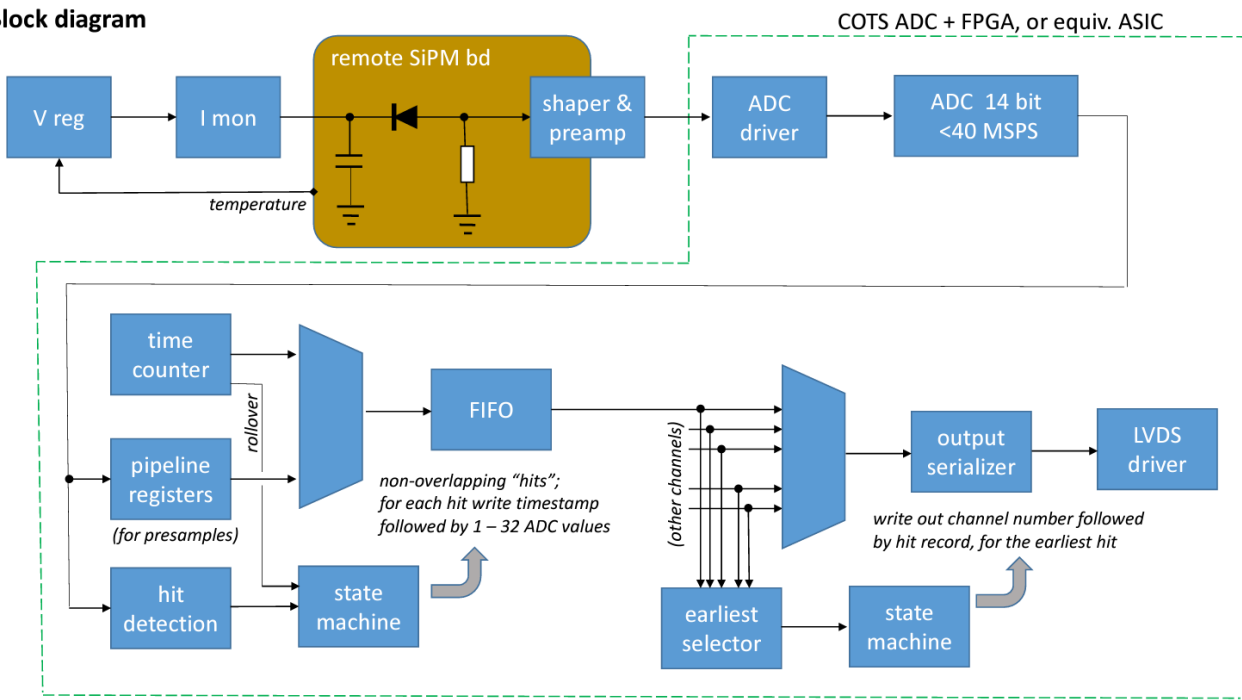 lock diagram
COTS ADC + FPGA, or equiv. ASIC
remote SiPM bd
V reg
I mon
shaper &
preamp
ADC
driver
ADC 14 bit
<40 MSPS
temperature
time
counter
rollover
FIFO
(other channels)
output
serializer
LVDS
driver
pipeline
registers
(for presamples)
non-overlapping “hits”;
for each hit write timestamp
followed by 1 – 32 ADC values
write out channel number followed
by hit record, for the earliest hit
hit
detection
state
machine
earliest
selector
state
machine